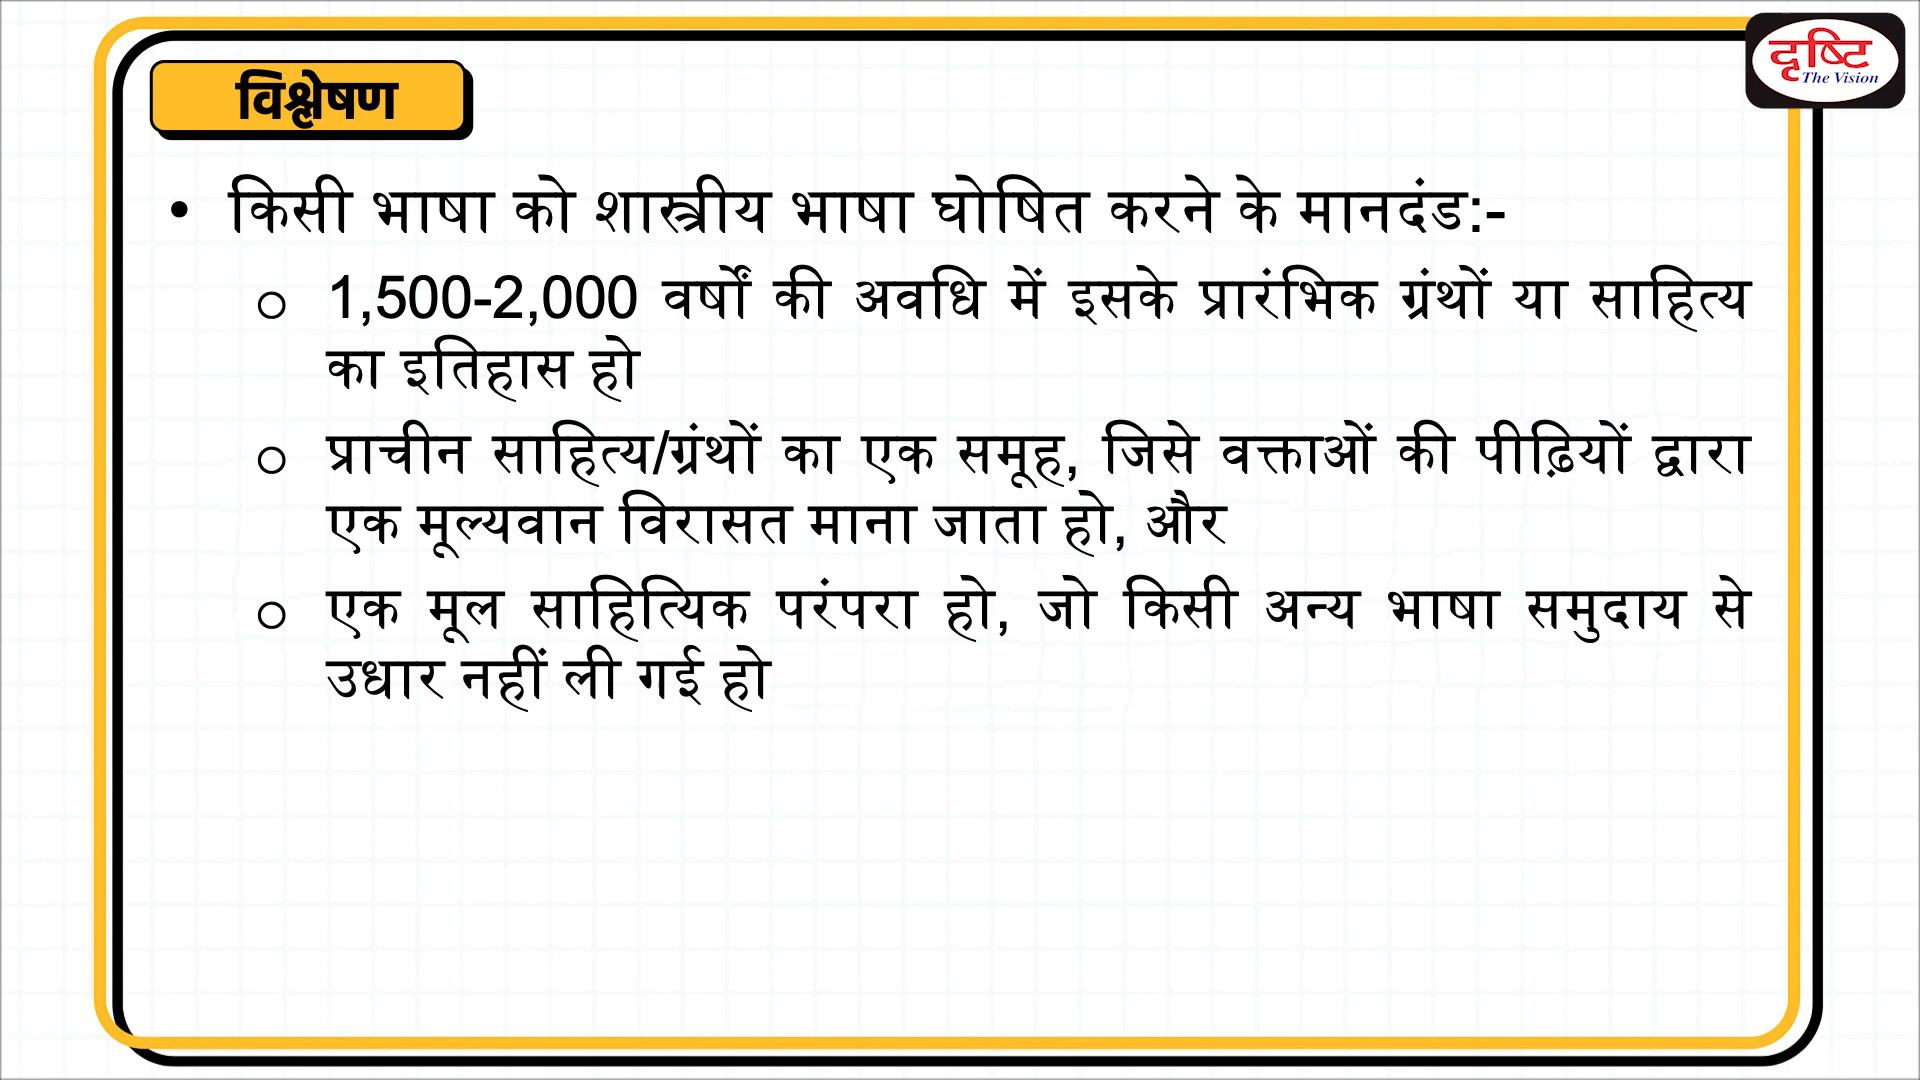 दृष्टि
The Vision
विश्लेषण
• किसी भाषा को शास्त्रीय भाषा घोषित करने के मानदंड:-
o 1,500-2,000 वर्षों की अवधि में इसके प्रारंभिक ग्रंथों या साहित्य
का इतिहास हो
o प्राचीन साहित्य/ग्रंथों का एक समूह, जिसे वक्ताओं की पीढ़ियों द्वारा
एक मूल्यवान विरासत माना जाता हो, और
o एक मूल साहित्यिक परंपरा हो, जो किसी अन्य भाषा समुदाय से
उधार नहीं ली गई हो